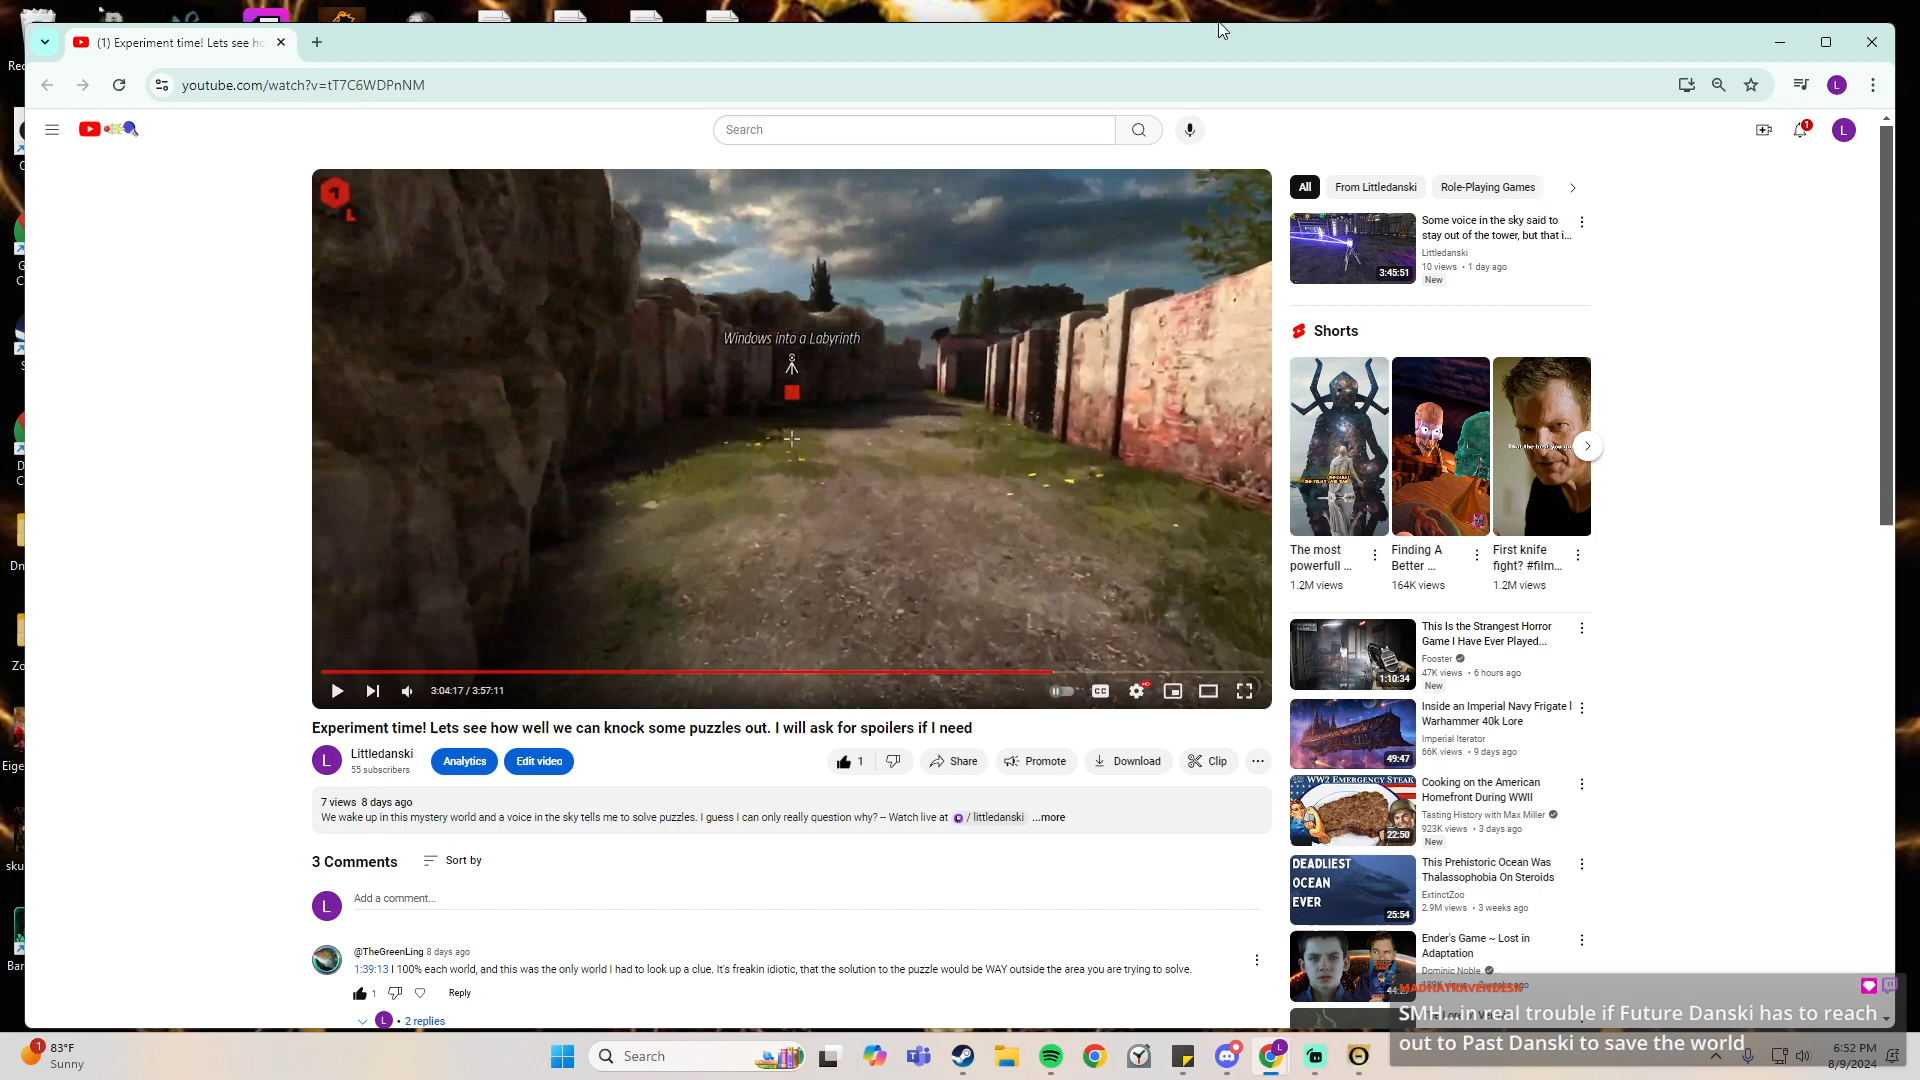 (1) Experiment time! Lets see ho
youtube.com/watch?v=tT7C6WDPnNM
L
Search
1
L
1
L
Windows into a Labyrinth
3:04:17 / 3:57:11
CC
HD
Experiment time! Lets see how well we can knock some puzzles out. I will ask for spoilers if I need
L
Littledanski
55 subscribers
Analytics
Edit video
1
Share
Promote
Download
Clip
7 views 8 days ago
We wake up in this mystery world and a voice in the sky tells me to solve puzzles. I guess I can only really question why? -- Watch live at / littledanski ...more
3 Comments
Sort by
L
Add a comment...
@TheGreenLing 8 days ago
1:39:13 I 100% each world, and this was the only world I had to look up a clue. It's freakin idiotic, that the solution to the puzzle would be WAY outside the area you are trying to solve.
1
Reply
L
• 2 replies
All
From Littledanski
Role-Playing Games
3:45:51
Some voice in the sky said to
stay out of the tower, but that i...
Littledanski
10 views • 1 day ago
New
Shorts
The most
powerfull ...
1.2M views
Finding A
Better ...
164K views
First knife
fight? #film...
1.2M views
1:10:34
This Is the Strangest Horror
Game I Have Ever Played...
Fooster
47K views • 6 hours ago
New
49:47
Inside an Imperial Navy Frigate |
Warhammer 40k Lore
Imperial Iterator
66K views • 9 days ago
WW2 EMERGENCY STEAK
22:50
Cooking on the American
Homefront During WWII
Tasting History with Max Miller
923K views • 3 days ago
New
DEADLIEST
OCEAN
EVER
25:54
This Prehistoric Ocean Was
Thalassophobia On Steroids
ExtinctZoo
2.9M views • 3 weeks ago
Ender's Game ~ Lost in
Adaptation
Dominic Noble
SMH...in real trouble if Future Danski has to reach
out to Past Danski to save the world
1
83°F
Sunny
Search
L
6:52 PM
8/9/2024